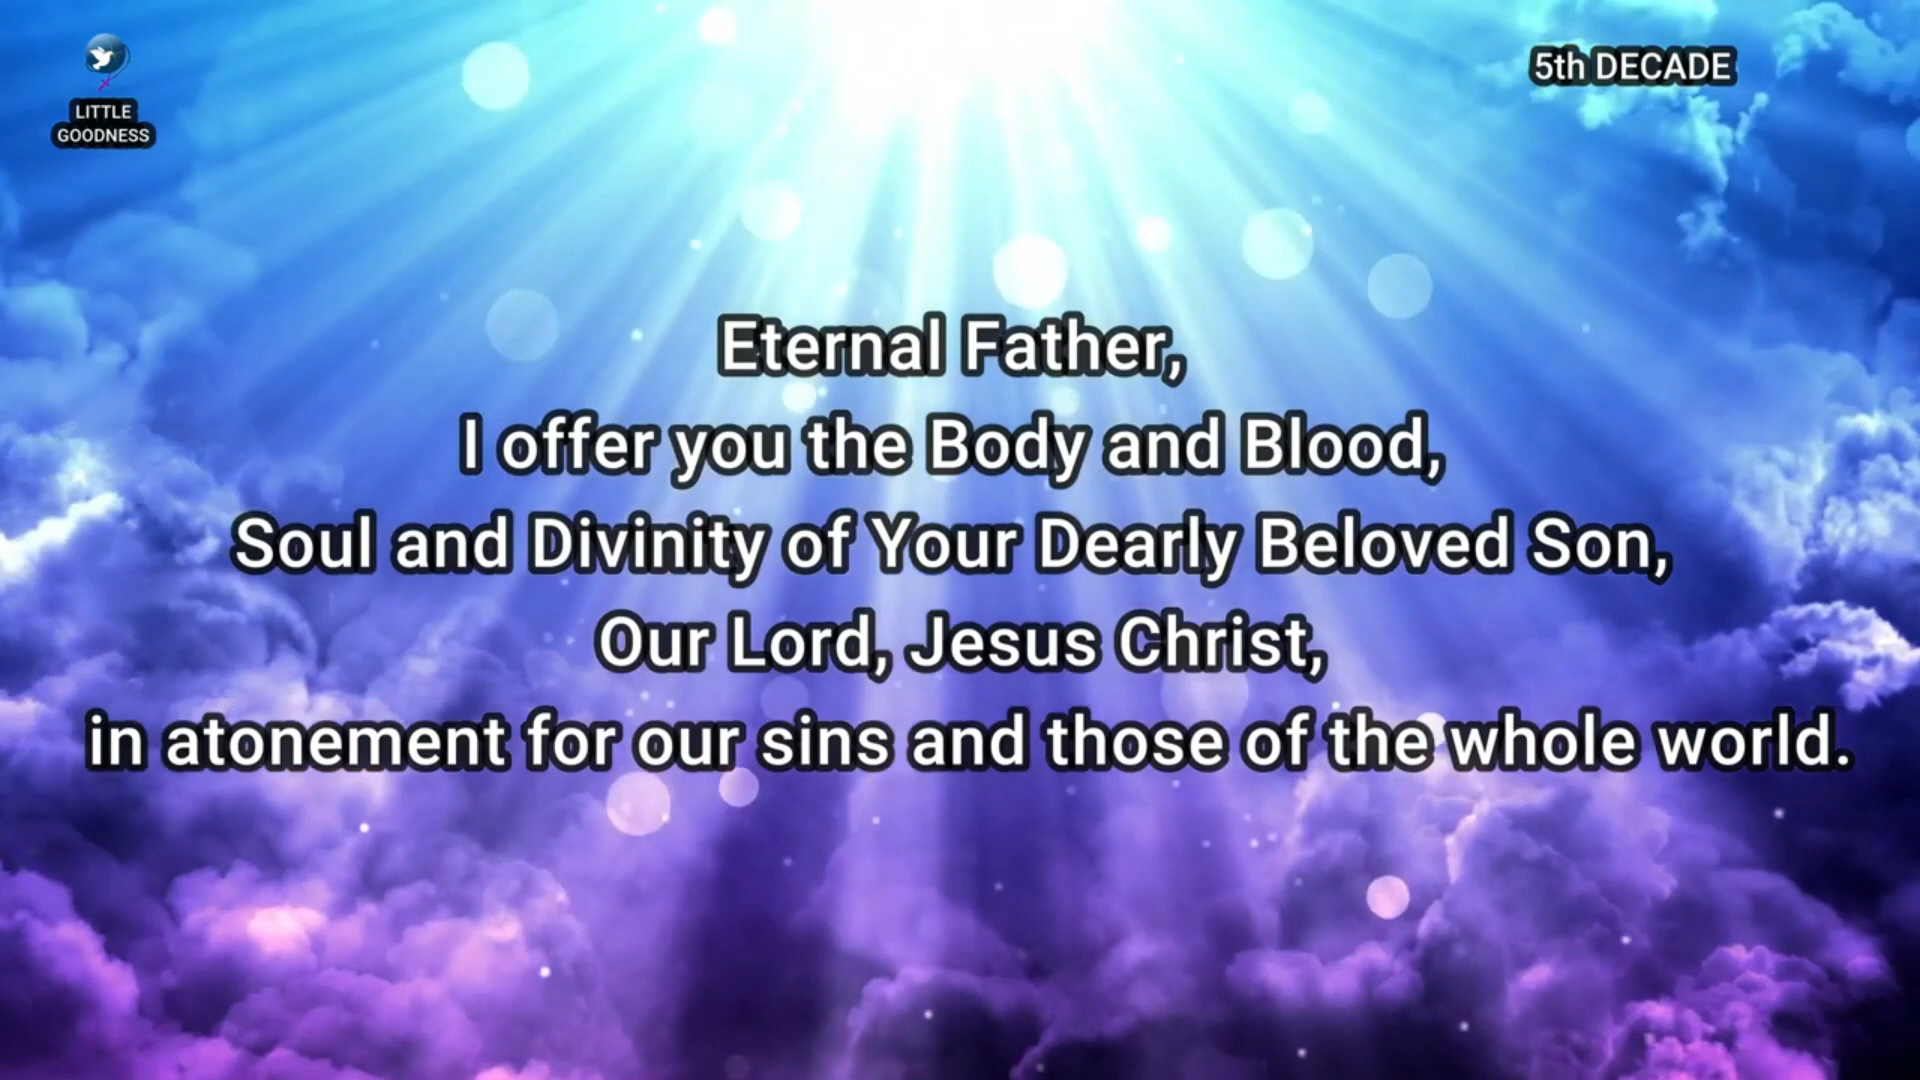 LITTLE
GOODNESS
5th DECADE
Eternal Father,
I offer you the Body and Blood,
Soul and Divinity of Your Dearly Beloved Son,
Our Lord, Jesus Christ,
in atonement for our sins and those of the whole world.